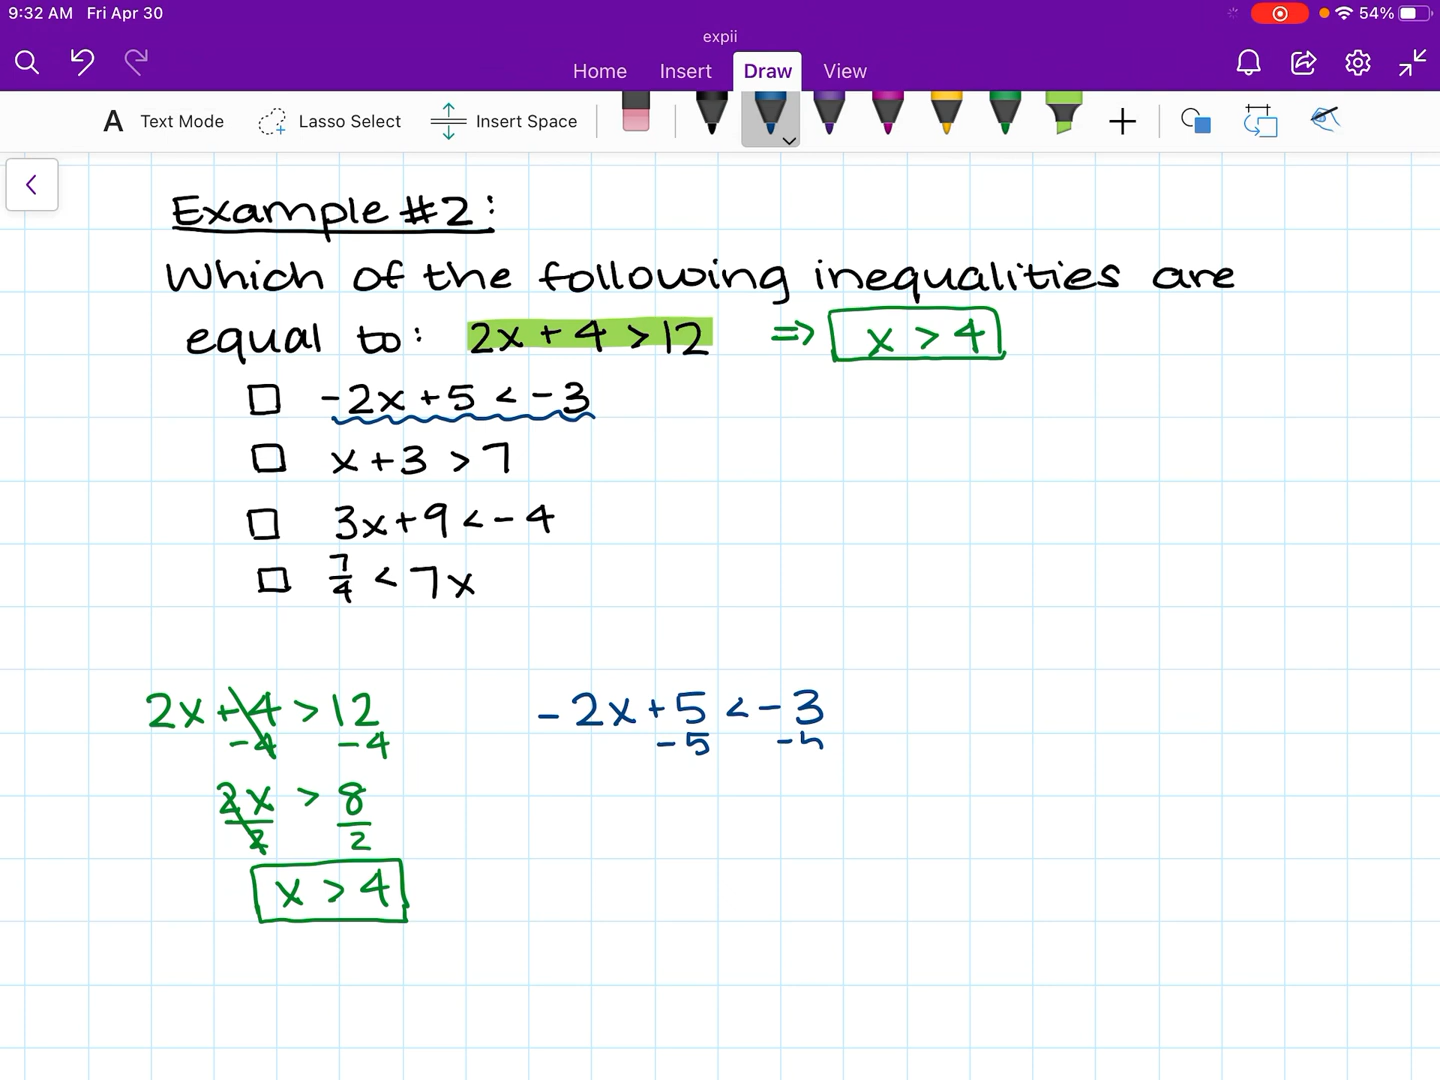 9:32 AM Fri Apr 30
54%
expii
Home Insert Draw View
A Text Mode Lasso Select Insert Space
Example #2:
Which of the following inequalities are
equal to: 2x + 4 > 12 => x > 4
-2x + 5 < -3
x + 3 > 7
3x + 9 < -4
7/4 < 7x
2x + 4 > 12
-4 -4
2x/2 > 8/2
x > 4
-2x + 5 < -3
-5 -